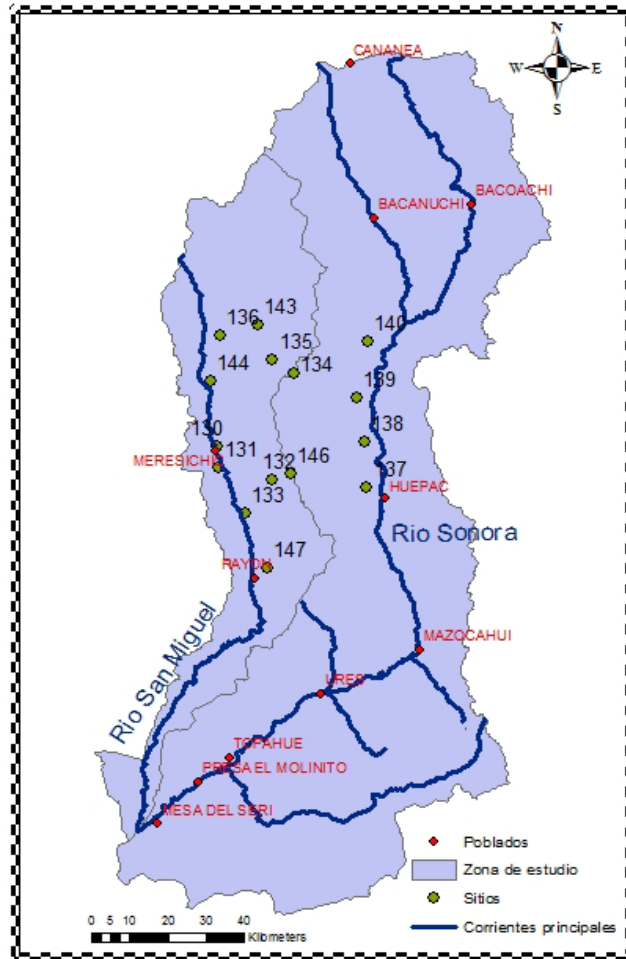 N
W E
S
CANANEA
BACOACHI
BACANUCHI
143
136
140
135
134
144
139
138
130
131
MERESICHI
132
146
137
HUEPAC
133
Rio Sonora
147
RAYON
MAZOCAHUI
Rio San Miguel
URES
TOPAHUE
PRESA EL MOLINITO
MESA DEL SERI
Poblados
Zona de estudio
Sitios
Corrientes principales
0 5 10 20 30 40
Kilometers